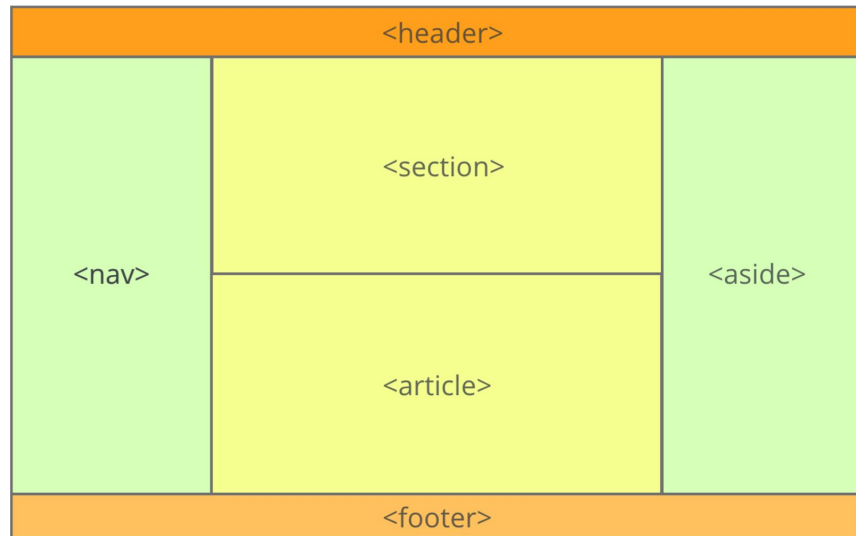 <header>
<section>
<nav>
<aside>
<article>
<footer>